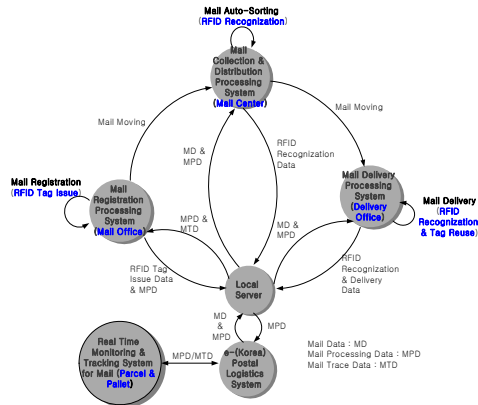 Mail Auto-Sorting
(RFID Recognization)
Mail
Collection &
Distribution
Processing
System
(Mail Center)
Mail Moving
Mail Moving
MD &
MPD
RFID
Recognization
Data
Mail Registration
(RFID Tag Issue)
Mail
Registration
Processing
System
(Mail Office)
Mail Delivery
Processing
System
(Delivery
Office)
Mail Delivery
(RFID
Recognization
& Tag Reuse)
MPD &
MTD
MD &
MPD
RFID Tag
Issue Data
& MPD
Local
Server
RFID
Recognization
& Delivery
Data
MD
&
MPD
MPD
Real Time
Monitoring &
Tracking System
for Mail (Parcel &
Pallet)
MPD/MTD
e-(Korea)
Postal
Logistics
System
Mail Data : MD
Mail Processing Data : MPD
Mail Trace Data : MTD